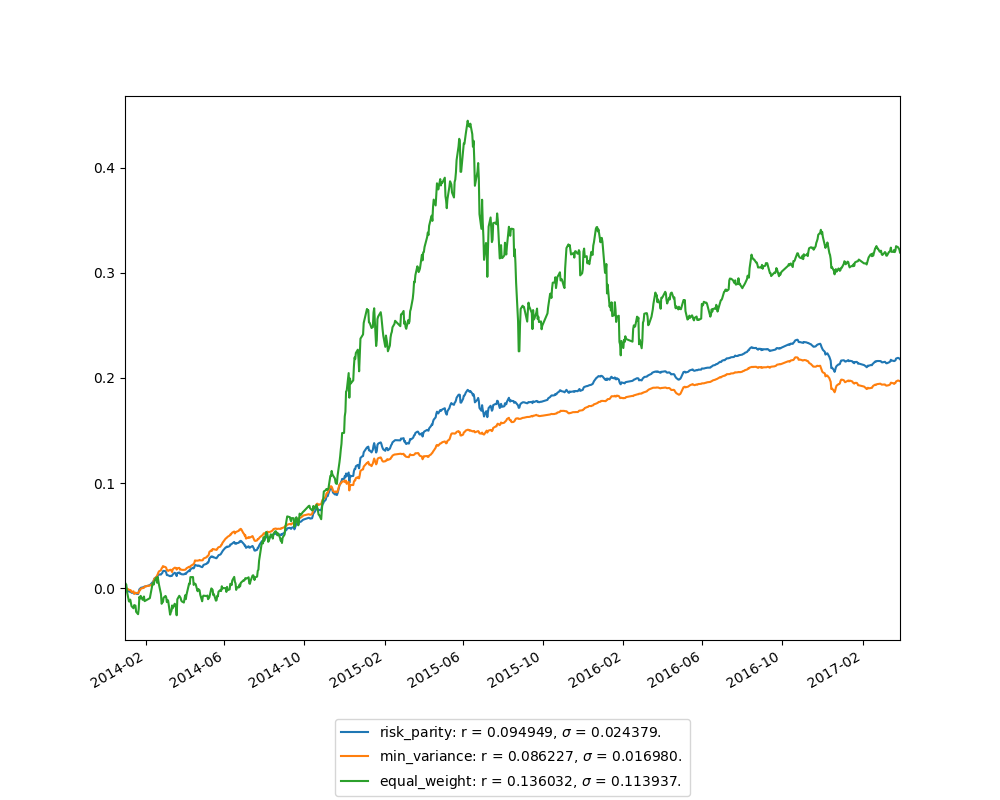 0.4
0.3
0.2
0.1
0.0
2014-02 2014-06 2014-10 2015-02 2015-06 2015-10 2016-02 2016-06 2016-10 2017-02
risk_parity: r = 0.094949, σ = 0.024379.
min_variance: r = 0.086227, σ = 0.016980.
equal_weight: r = 0.136032, σ = 0.113937.